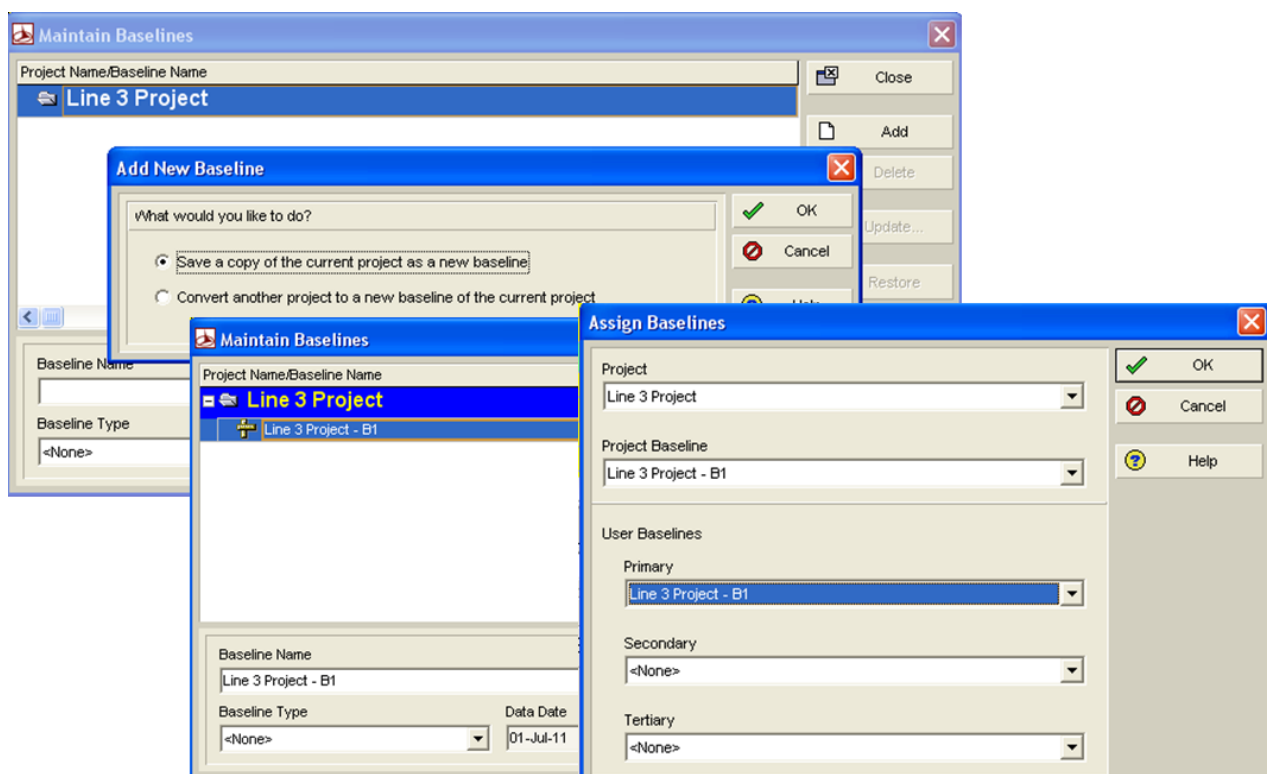 Maintain Baselines
Project Name/Baseline Name
Line 3 Project
Close
Add
Delete
Update...
Restore
Baseline Name
Baseline Type
<None>
Add New Baseline
What would you like to do?
Save a copy of the current project as a new baseline
Convert another project to a new baseline of the current project
OK
Cancel
Maintain Baselines
Project Name/Baseline Name
Line 3 Project
Line 3 Project - B1
Baseline Name
Line 3 Project - B1
Baseline Type
Data Date
<None>
01-Jul-11
Assign Baselines
Project
Line 3 Project
Project Baseline
Line 3 Project - B1
User Baselines
Primary
Line 3 Project - B1
Secondary
<None>
Tertiary
<None>
OK
Cancel
Help